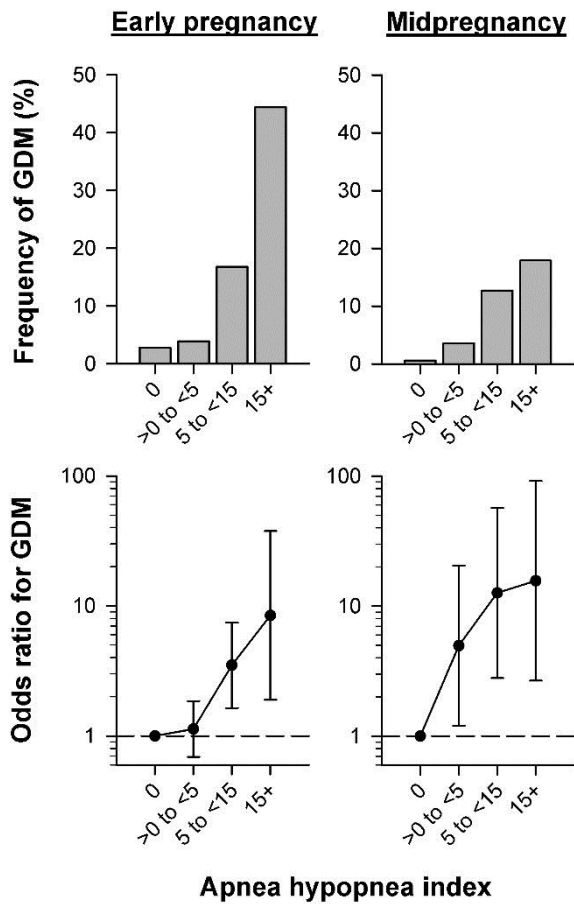 Early pregnancy
Midpregnancy
Frequency of GDM (%)
50
40
30
20
10
0
0
>0 to <5
5 to <15
15+
50
40
30
20
10
0
0
>0 to <5
5 to <15
15+
Odds ratio for GDM
100
10
1
0
>0 to <5
5 to <15
15+
100
10
1
0
>0 to <5
5 to <15
15+
Apnea hypopnea index